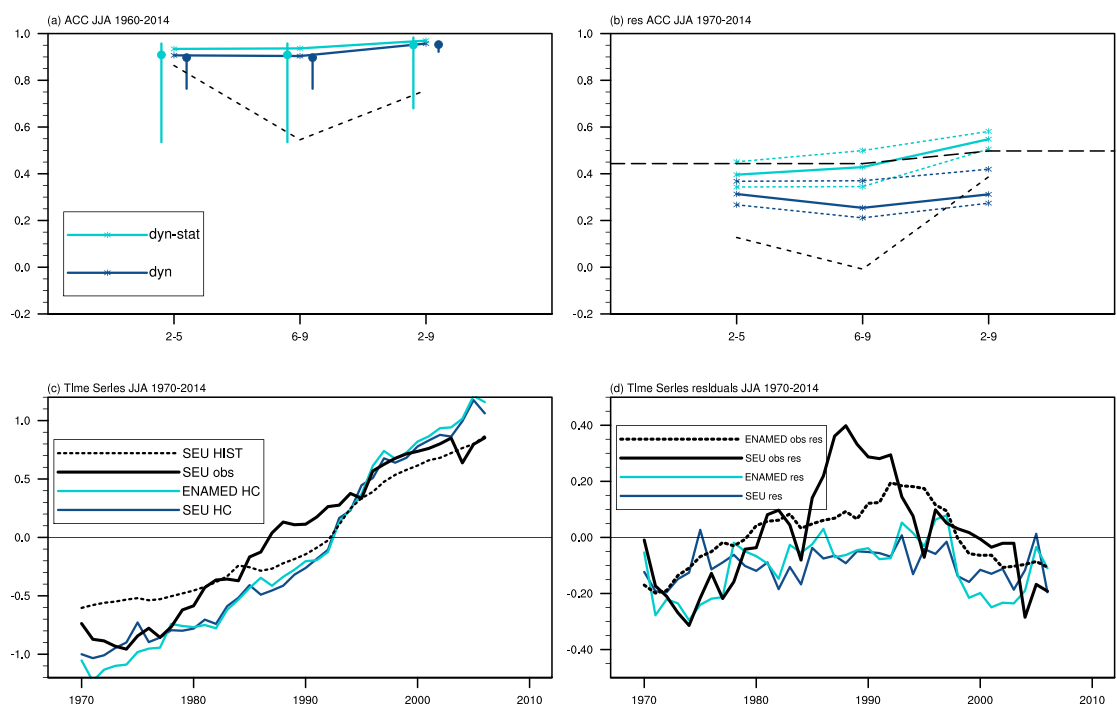 (a) ACC JJA 1960-2014
1.0
0.8
0.6
0.4
0.2
0.0
-0.2
dyn-stat
dyn
2-5
6-9
2-9
(b) res ACC JJA 1970-2014
1.0
0.8
0.6
0.4
0.2
0.0
-0.2
2-5
6-9
2-9
(c) TIme SerIes JJA 1970-2014
1.0
0.5
0.0
-0.5
-1.0
SEU HIST
SEU obs
ENAMED HC
SEU HC
1970
1980
1990
2000
2010
(d) TIme SerIes resIduals JJA 1970-2014
0.40
0.20
0.00
-0.20
-0.40
ENAMED obs res
SEU obs res
ENAMED res
SEU res
1970
1980
1990
2000
2010